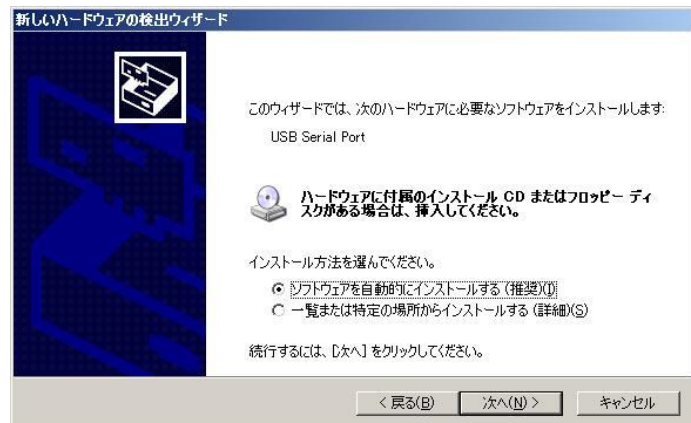 新しいハードウェアの検出ウィザード
このウィザードでは、次のハードウェアに必要なソフトウェアをインストールします:
USB Serial Port
ハードウェアに付属のインストール CD またはフロッピー ディ
スクがある場合は、挿入してください。
インストール方法を選んでください。
ソフトウェアを自動的にインストールする (推奨)(I)
一覧または特定の場所からインストールする (詳細)(S)
続行するには、[次へ] をクリックしてください。
< 戻る(B) 次へ(N) > キャンセル